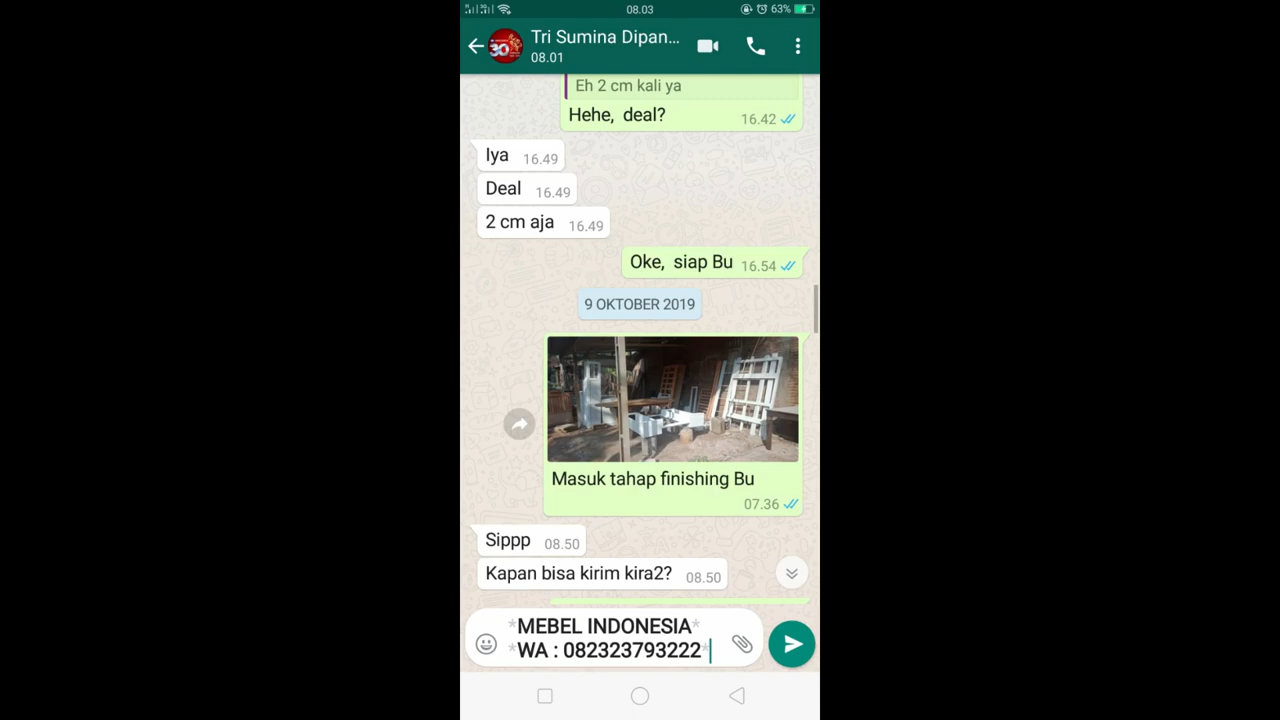 08.03
63%
Tri Sumina Dipan...
08.01
Eh 2 cm kali ya
Hehe, deal?
16.42
Iya
16.49
Deal
16.49
2 cm aja
16.49
Oke, siap Bu
16.54
9 OKTOBER 2019
Masuk tahap finishing Bu
07.36
Sippp
08.50
Kapan bisa kirim kira2?
08.50
*MEBEL INDONESIA*
*WA : 082323793222*